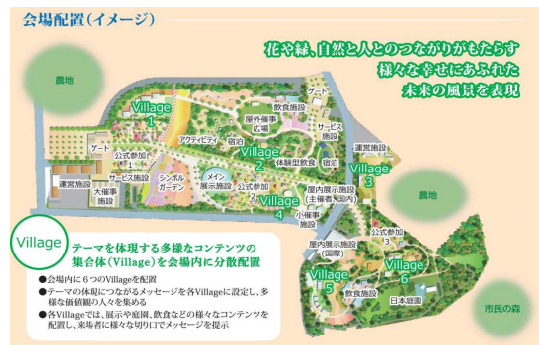 会場配置(イメージ)
花や緑、自然と人とのつながりがもたらす
様々な幸せにあふれた
未来の風景を表現
農地
Village
1
ゲート
飲食施設
屋外催事
広場
サービス
施設
アクティビティ
宿泊
Village
2
体験型飲食
宿泊
運営施設
Village
3
ゲート
公式参加
1
サービス施設
運営施設
大催事
施設
シンボル
ガーデン
メイン
展示施設
公式参加
2
Village
4
小催事
施設
屋内展示施設
(主催者、国内)
農地
公式参加
3
屋内展示施設
(国際)
Village
5
Village
6
飲食施設
日本庭園
市民の森
Village
テーマを体現する多様なコンテンツの
集合体(Village)を会場内に分散配置
●会場内に6つのVillageを配置
●テーマの体現につながるメッセージを各Villageに設定し、多
様な価値観の人々を集める
●各Villageでは、展示や庭園、飲食などの様々なコンテンツを
配置し、来場者に様々な切り口でメッセージを提示